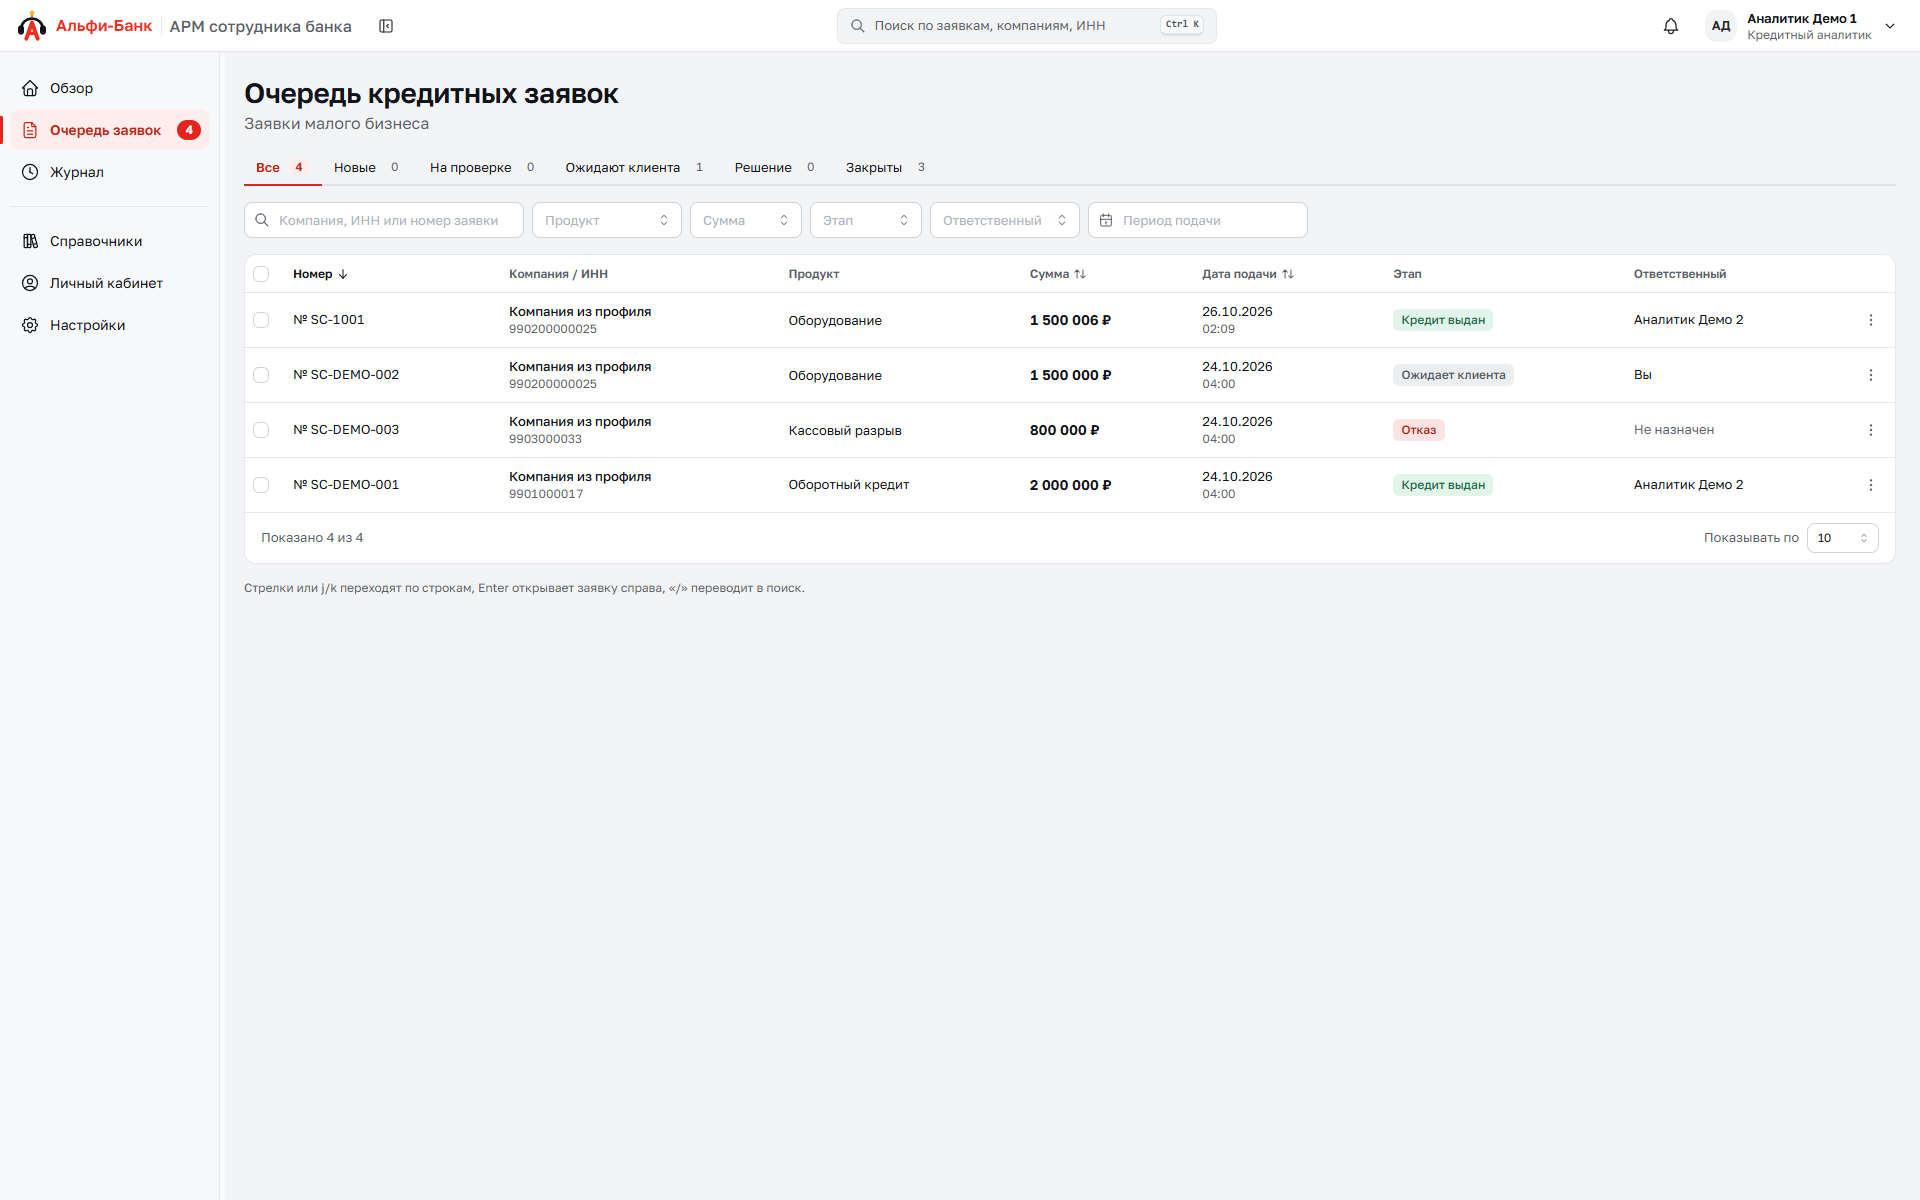 Альфи-Банк
АРМ сотрудника банка
Поиск по заявкам, компаниям, ИНН
Ctrl K
АД
Аналитик Демо 1
Кредитный аналитик
Обзор
Очередь заявок 4
Журнал
Справочники
Личный кабинет
Настройки
Очередь кредитных заявок
Заявки малого бизнеса
Все 4 Новые 0 На проверке 0 Ожидают клиента 1 Решение 0 Закрыты 3
Компания, ИНН или номер заявки Продукт Сумма Этап Ответственный Период подачи
Номер Компания / ИНН Продукт Сумма Дата подачи Этап Ответственный
№ SC-1001 Компания из профиля Оборудование 1 500 006 ₽ 26.10.2026 Кредит выдан Аналитик Демо 2
990200000025 02:09
№ SC-DEMO-002 Компания из профиля Оборудование 1 500 000 ₽ 24.10.2026 Ожидает клиента Вы
990200000025 04:00
№ SC-DEMO-003 Компания из профиля Кассовый разрыв 800 000 ₽ 24.10.2026 Отказ Не назначен
9903000033 04:00
№ SC-DEMO-001 Компания из профиля Оборотный кредит 2 000 000 ₽ 24.10.2026 Кредит выдан Аналитик Демо 2
9901000017 04:00
Показано 4 из 4
Показывать по 10
Стрелки или j/k переходят по строкам, Enter открывает заявку справа, «/» переводит в поиск.